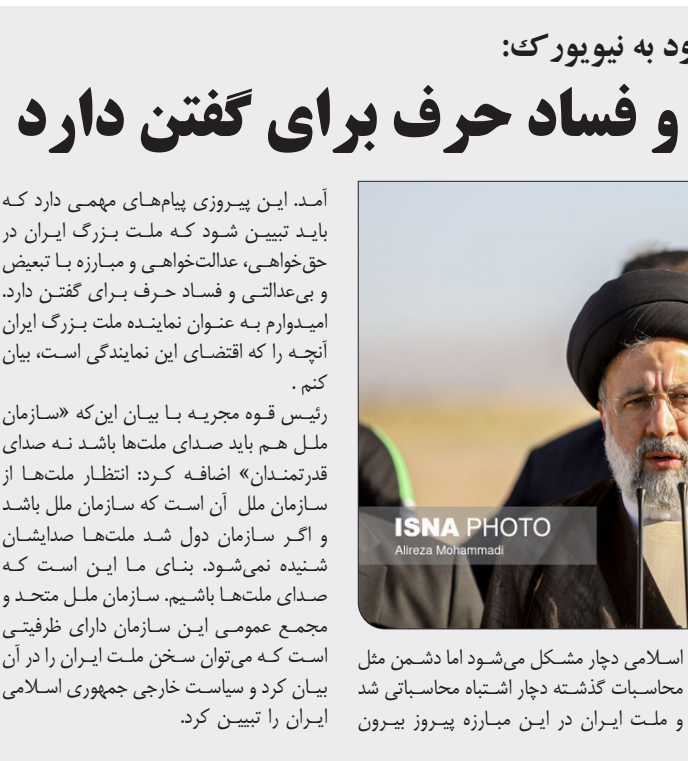 ود به نیویورک:
و فساد حرف برای گفتن دارد
ISNA PHOTO
Alireza Mohammadi
اسلامی دچار مشکل می‌شود اما دشمن مثل
محاسبات گذشته دچار اشتباه محاسباتی شد
و ملت ایران در این مبارزه پیروز بیرون
آمد. این پیروزی پیام‌های مهمی دارد که
باید تبیین شود که ملت بزرگ ایران در
حق‌خواهی، عدالت‌خواهی و مبارزه با تبعیض
و بی‌عدالتی و فساد حرف برای گفتن دارد.
امیدوارم به عنوان نماینده ملت بزرگ ایران
آنچه را که اقتضای این نمایندگی است، بیان
کنم .
رئیس قوه مجریه با بیان این‌که «سازمان
ملل هم باید صدای ملت‌ها باشد نه صدای
قدرتمندان» اضافه کرد: انتظار ملت‌ها از
سازمان ملل آن است که سازمان ملل باشد
و اگر سازمان دول شد ملت‌ها صدایشان
شنیده نمی‌شود. بنای ما این است که
صدای ملت‌ها باشیم. سازمان ملل متحد و
مجمع عمومی این سازمان دارای ظرفیتی
است که می‌توان سخن ملت ایران را در آن
بیان کرد و سیاست خارجی جمهوری اسلامی
ایران را تبیین کرد.